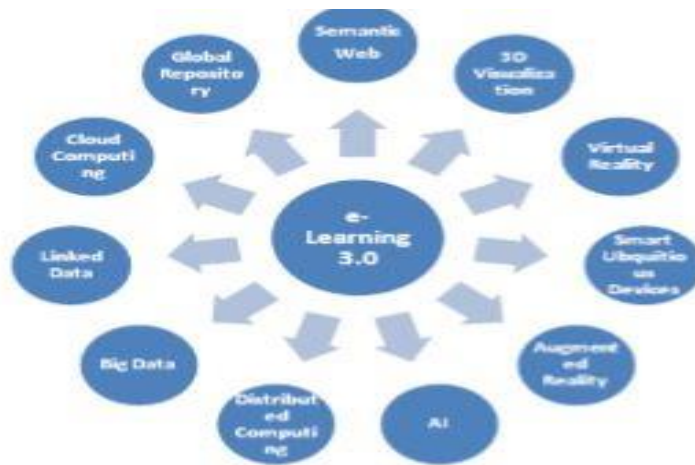 Semantic
Web
3D
Visualiza
tion
Virtual
Reality
Smart
Ubquitio
us
Devices
Augment
ed
Reality
AI
Distribut
ed
Computi
ng
Big Data
Linked
Data
Cloud
Computi
ng
Global
Reposito
ry
e-
Learning
3.0